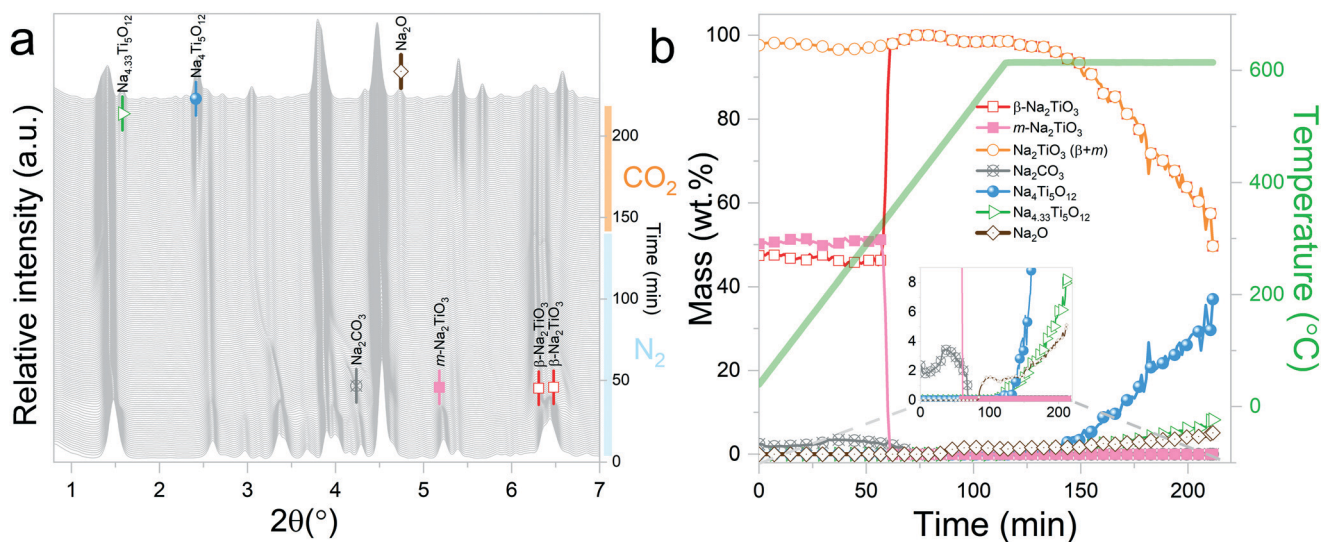 a
Relative intensity (a.u.)
Na4.33Ti5O12
Na4Ti5O12
Na2O
Na2CO3
m-Na2TiO3
β-Na2TiO3
β-Na2TiO3
200
150
100
50
0
Time (min)
CO2
N2
1 2 3 4 5 6 7
2θ(°)
b
Mass (wt.%)
100
80
60
40
20
0
β-Na2TiO3
m-Na2TiO3
Na2TiO3 (β+m)
Na2CO3
Na4Ti5O12
Na4.33Ti5O12
Na2O
8
6
4
2
0
0 100 200
600
400
200
0
Temperature (°C)
0 50 100 150 200
Time (min)